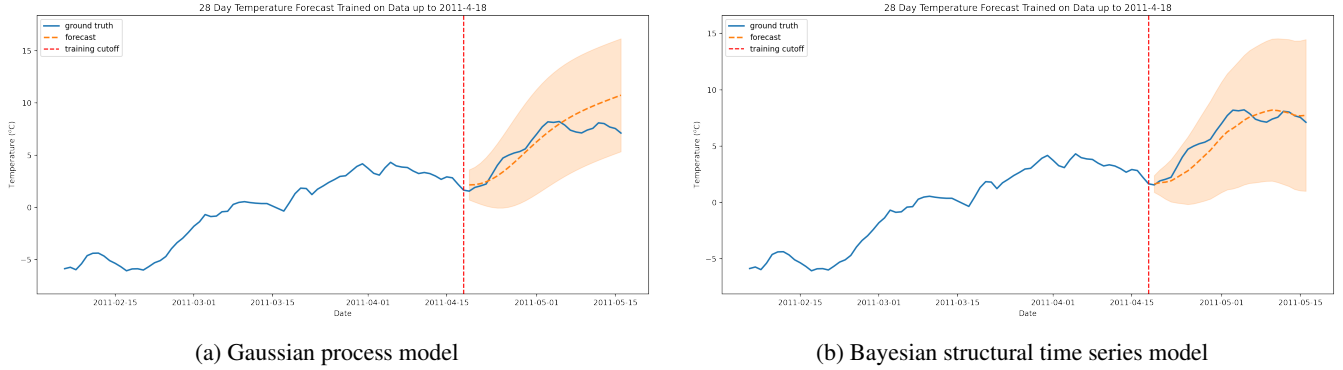 28 Day Temperature Forecast Trained on Data up to 2011-4-18
ground truth
forecast
training cutoff
15
10
5
0
−5
Temperature (°C)
2011-02-15 2011-03-01 2011-03-15 2011-04-01 2011-04-15 2011-05-01 2011-05-15
Date
(a) Gaussian process model
28 Day Temperature Forecast Trained on Data up to 2011-4-18
ground truth
forecast
training cutoff
15
10
5
0
−5
Temperature (°C)
2011-02-15 2011-03-01 2011-03-15 2011-04-01 2011-04-15 2011-05-01 2011-05-15
Date
(b) Bayesian structural time series model